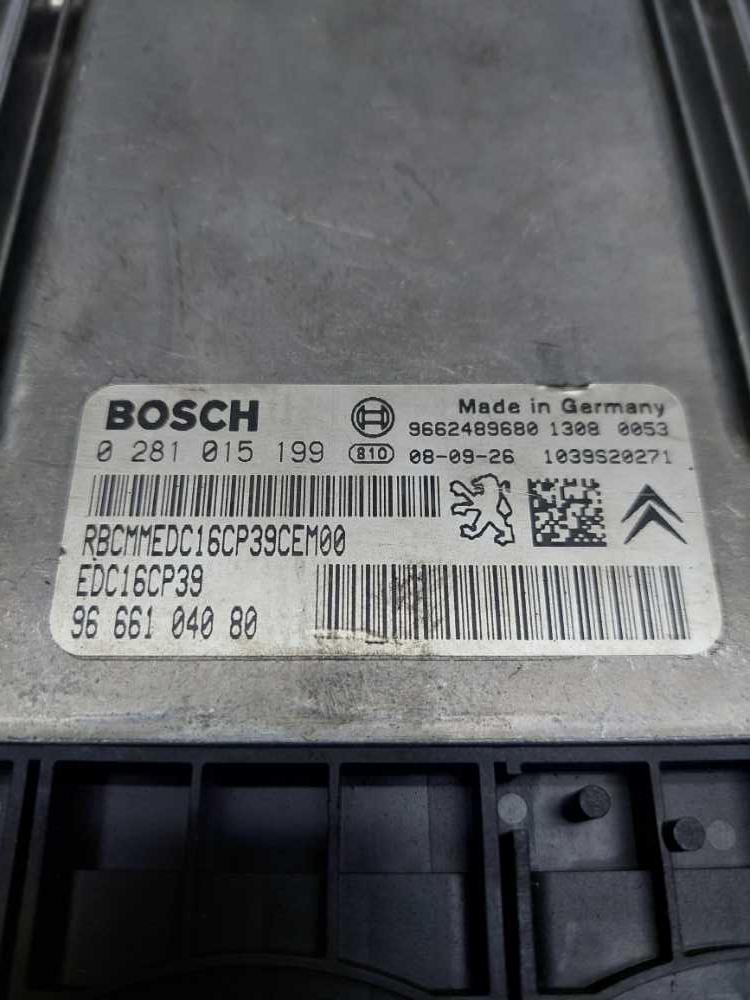 BOSCH
Made in Germany
9662489680 1308 0053
0 281 015 199 810 08-09-26 1039S20271
RBCMMEDC16CP39CEM00
EDC16CP39
96 661 040 80